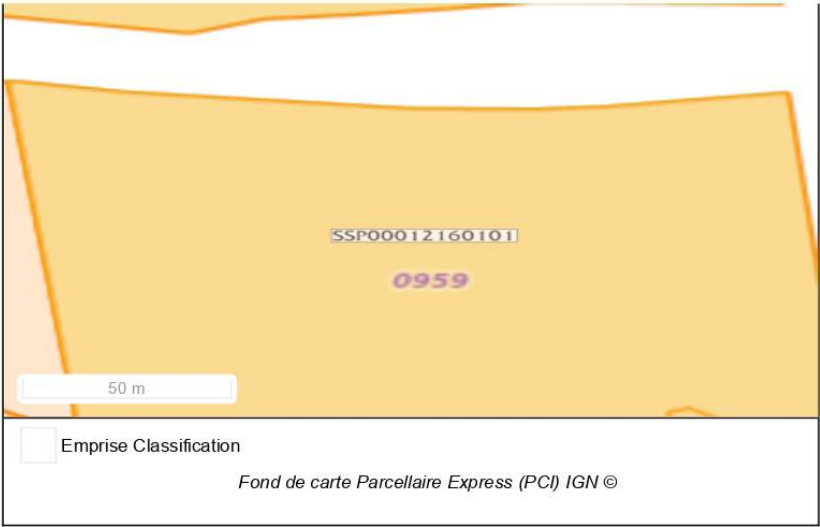 SSP00012160101
0959
50 m
Emprise Classification
Fond de carte Parcellaire Express (PCI) IGN ©